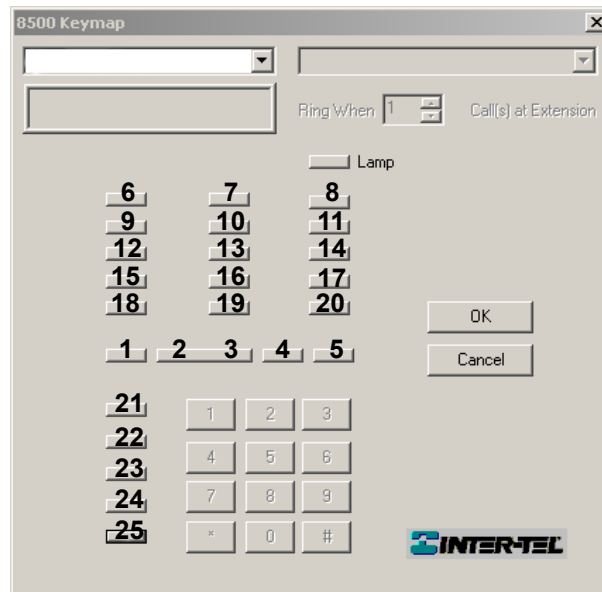 8500 Keymap
Ring When 1 Call(s) at Extension
Lamp
6 7 8
9 10 11
12 13 14
15 16 17
18 19 20
OK
1 2 3 4 5
Cancel
21 1 2 3
22
4 5 6
23
24 7 8 9
25 * 0 #
INTER-TEL